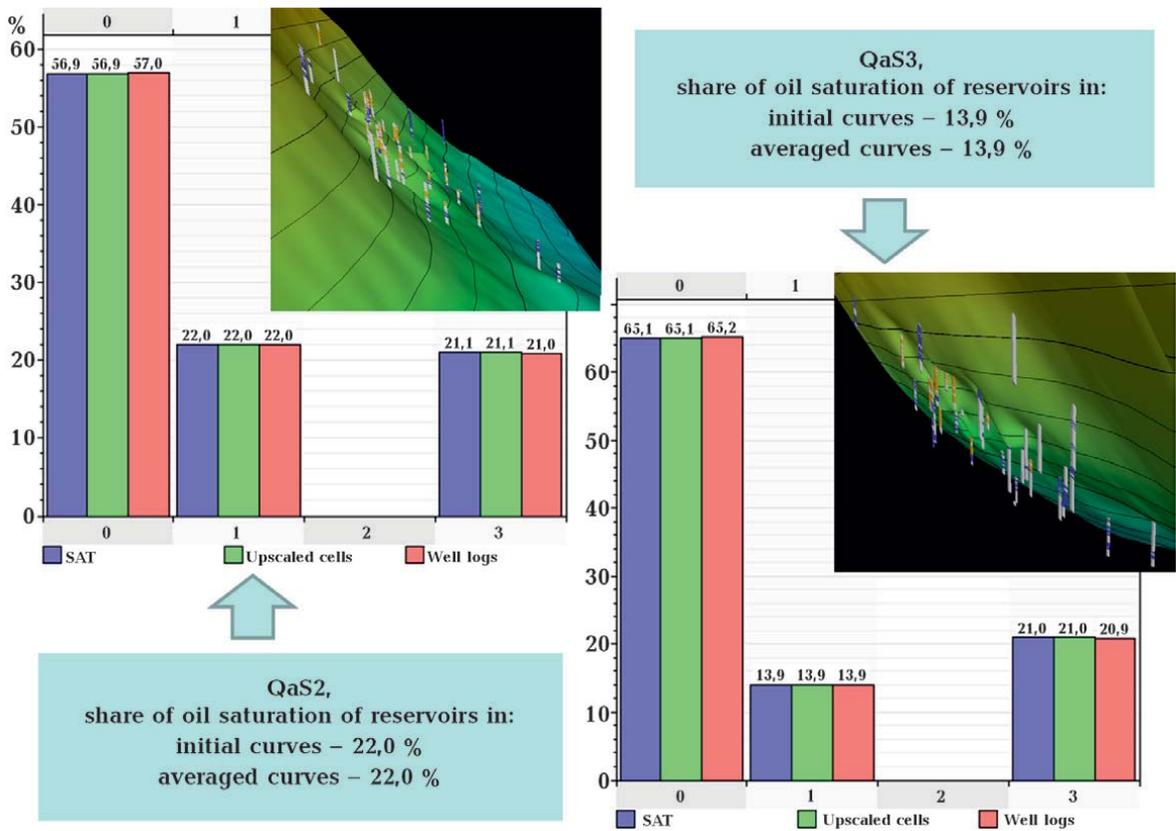 %
0 1
60
56,9 56,9 57,0
50
40
30
22,0 22,0 22,0
21,1 21,1 21,0
20
10
0
0 1 2 3
SAT Upscaled cells Well logs
QaS2,
share of oil saturation of reservoirs in:
initial curves – 22,0 %
averaged curves – 22,0 %
QaS3,
share of oil saturation of reservoirs in:
initial curves – 13,9 %
averaged curves – 13,9 %
0 1
65,1 65,1 65,2
60
50
40
30
21,0 21,0 20,9
20
13,9 13,9 13,9
10
0
0 1 2 3
SAT Upscaled cells Well logs